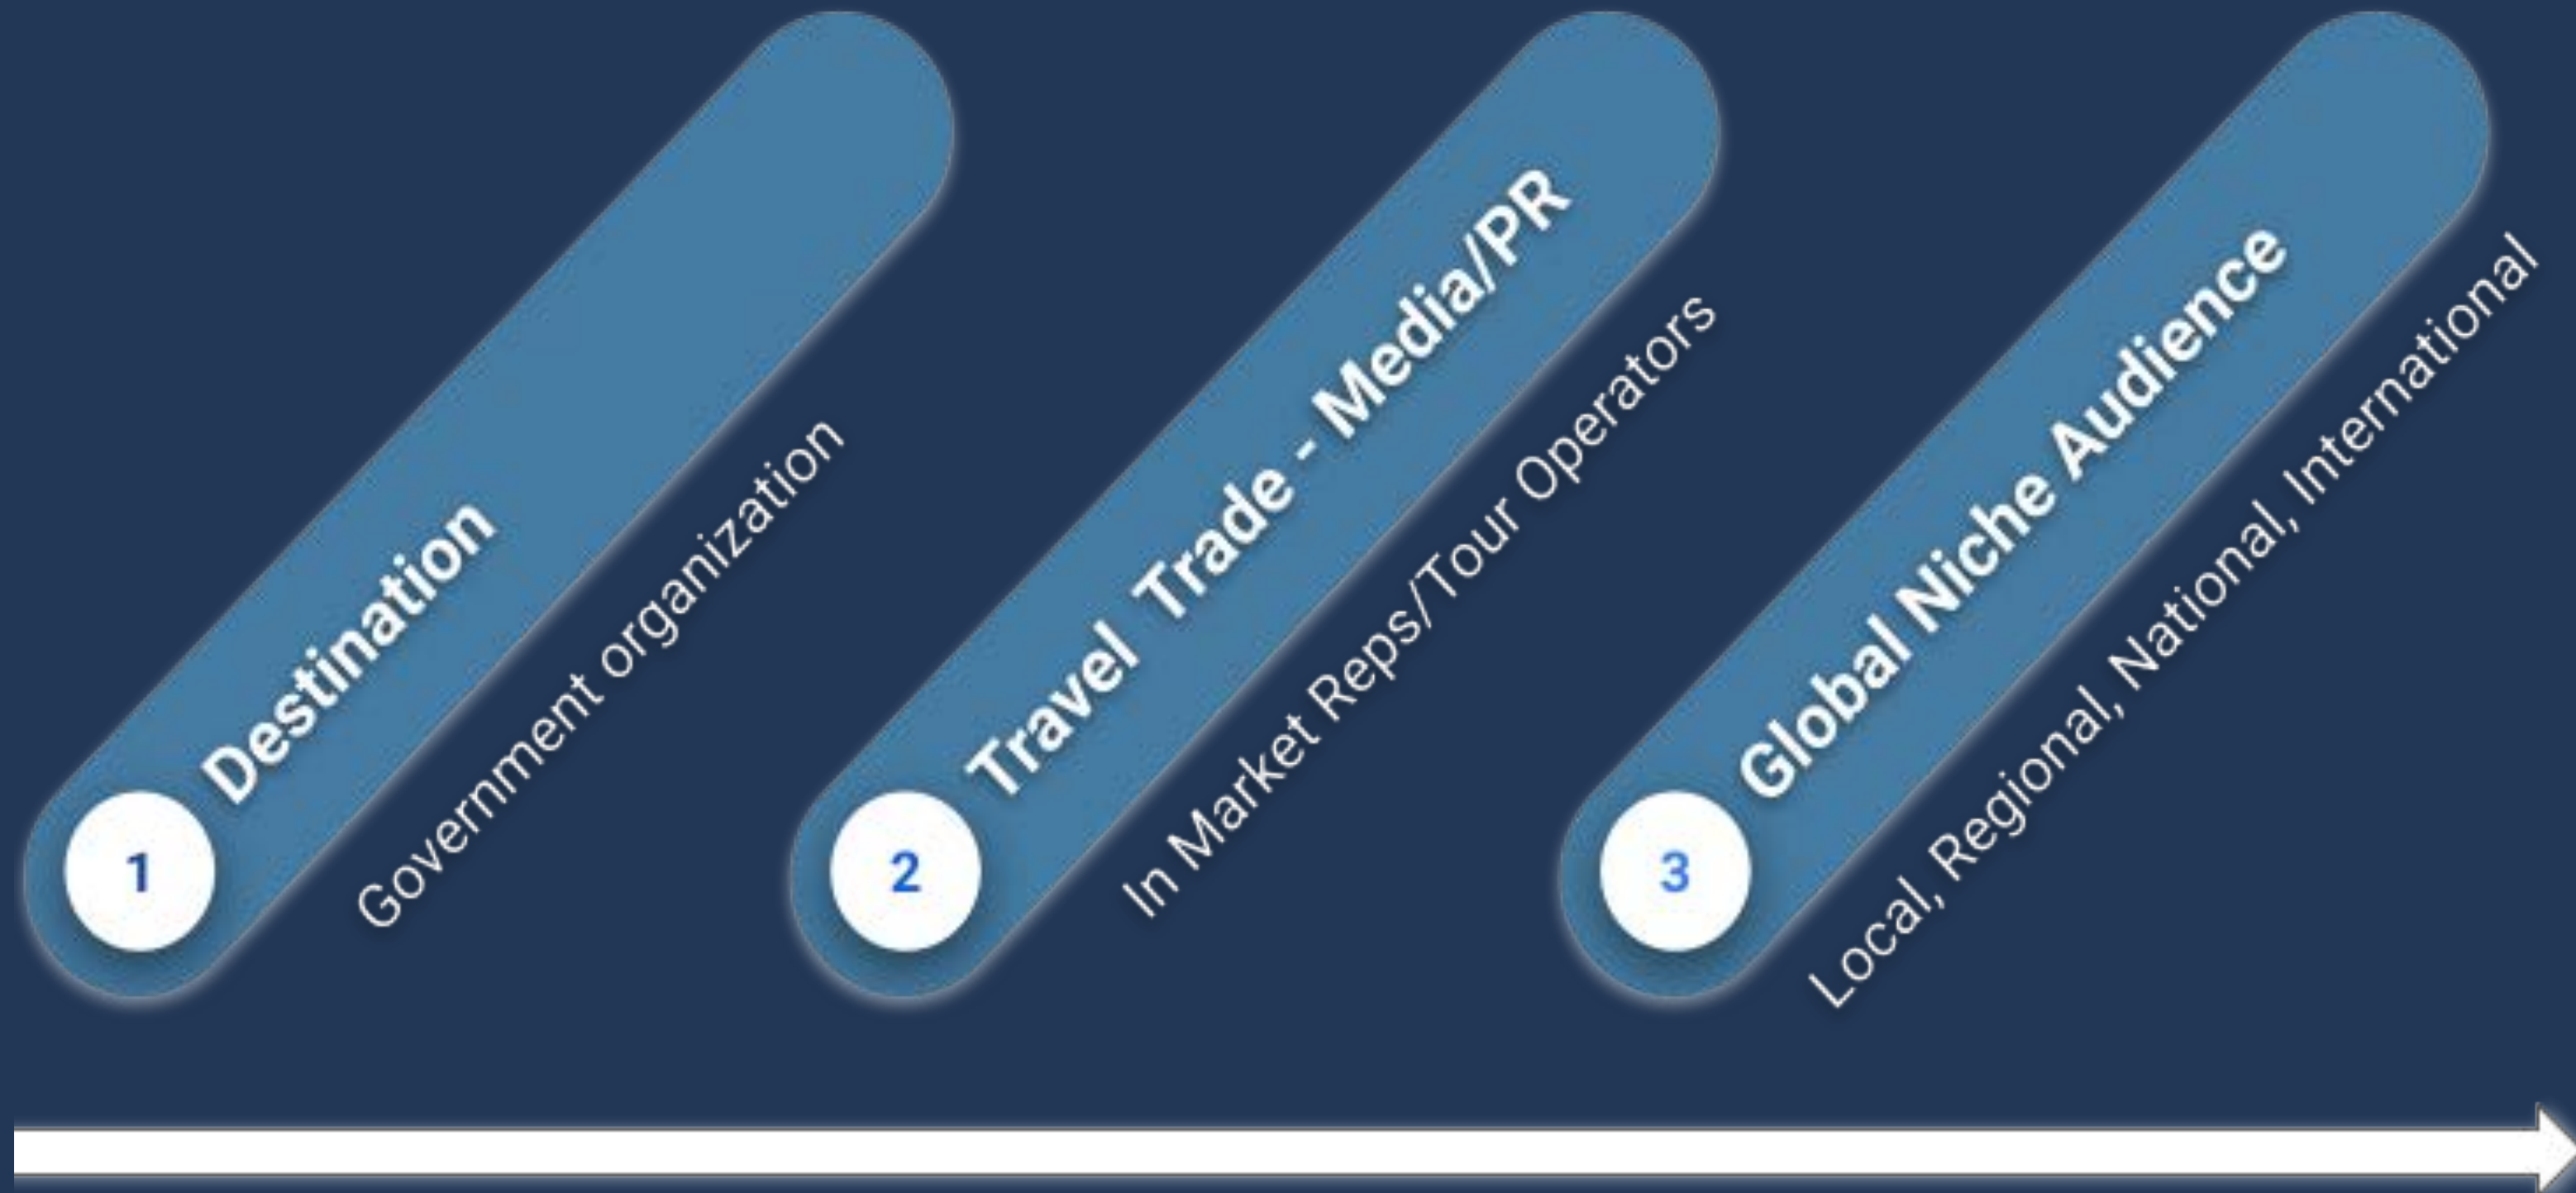 1
Destination
Government organization
2
Travel Trade - Media/PR
In Market Reps/Tour Operators
3
Global Niche Audience
Local, Regional, National, International